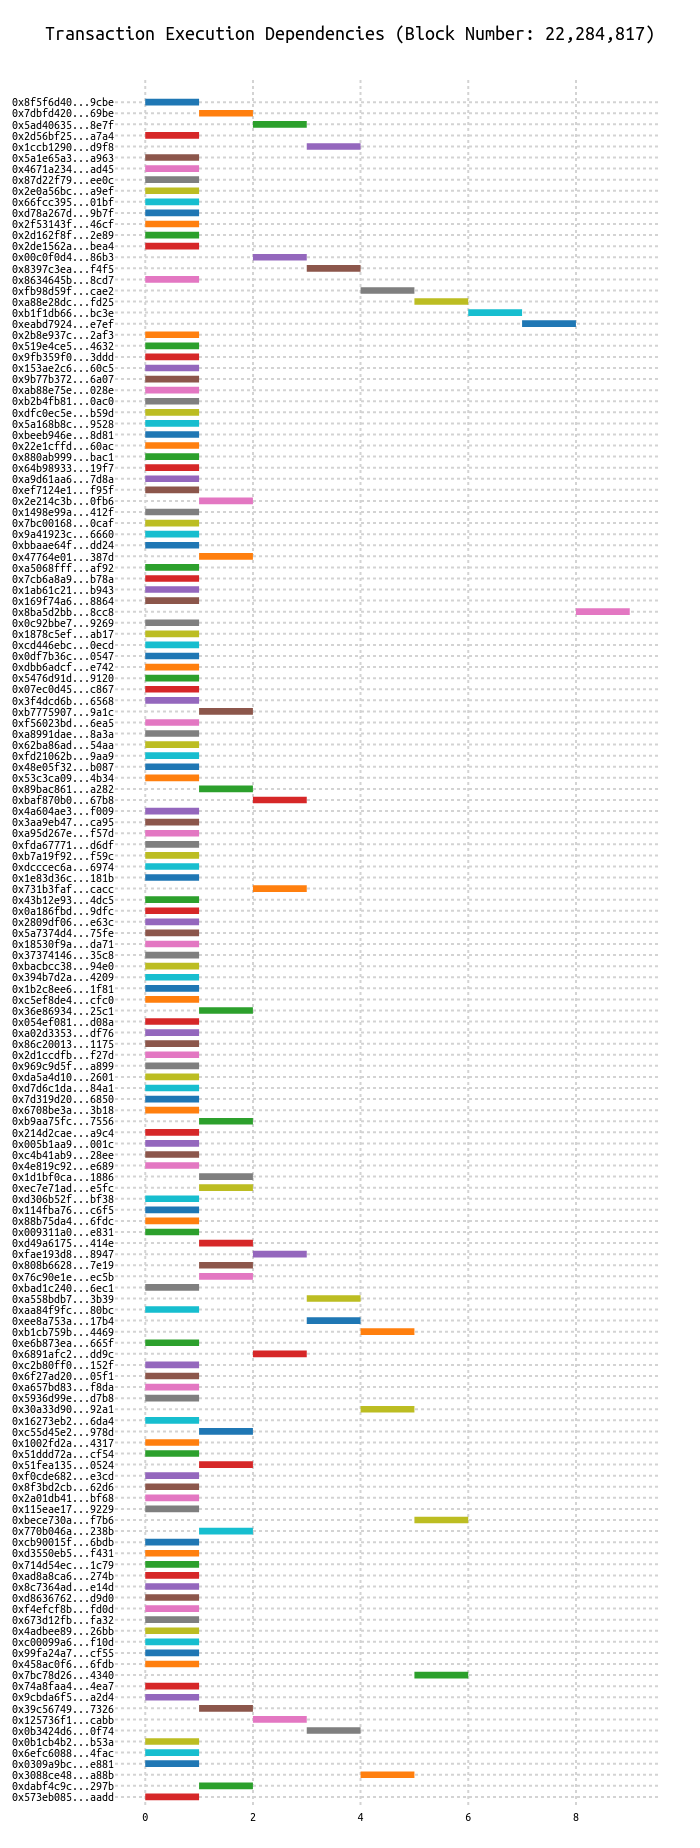 Transaction Execution Dependencies (Block Number: 22,284,817)
0x8f5f6d40...9cbe
0x7dbfd420...69be
0x5ad40635...8e7f
0x2d56bf25...a7a4
0x1ccb1290...d9f8
0x5a1e65a3...a963
0x4671a234...ad45
0x87d22f79...ee0c
0x2e0a56bc...a9ef
0x66fcc395...01bf
0xd78a267d...9b7f
0x2f53143f...46cf
0x2d162f8f...2e89
0x2de1562a...bea4
0x00c0f0d4...86b3
0x8397c3ea...f4f5
0x8634645b...8cd7
0xfb98d59f...cae2
0xa88e28dc...fd25
0xb1f1db66...bc3e
0xeabd7924...e7ef
0x2b8e937c...2af3
0x519e4ce5...4632
0x9fb359f0...3ddd
0x153ae2c6...60c5
0x9b77b372...6a07
0xab88e75e...028e
0xb2b4fb81...0ac0
0xdfc0ec5e...b59d
0x5a168b8c...9528
0xbeeb946e...8d81
0x22e1cffd...60ac
0x880ab999...bac1
0x64b98933...19f7
0xa9d61aa6...7d8a
0xef7124e1...f95f
0x2e214c3b...0fb6
0x1498e99a...412f
0x7bc00168...0caf
0x9a41923c...6660
0xbbaae64f...dd24
0x47764e01...387d
0xa5068fff...af92
0x7cb6a8a9...b78a
0x1ab61c21...b943
0x169f74a6...8864
0x8ba5d2bb...8cc8
0x0c92bbe7...9269
0x1878c5ef...ab17
0xcd446ebc...0ecd
0x0df7b36c...0547
0xdbb6adcf...e742
0x5476d91d...9120
0x07ec0d45...c867
0x3f4dcd6b...6568
0xb7775907...9a1c
0xf56023bd...6ea5
0xa8991dae...8a3a
0x62ba86ad...54aa
0xfd21062b...9aa9
0x48e05f32...b087
0x53c3ca09...4b34
0x89bac861...a282
0xbaf870b0...67b8
0x4a604ae3...f009
0x3aa9eb47...ca95
0xa95d267e...f57d
0xfda67771...d6df
0xb7a19f92...f59c
0xdcccec6a...6974
0x1e83d36c...181b
0x731b3faf...cacc
0x43b12e93...4dc5
0x0a186fbd...9dfc
0x2809df06...e63c
0x5a7374d4...75fe
0x18530f9a...da71
0x37374146...35c8
0xbacbcc38...94e0
0x394b7d2a...4209
0x1b2c8ee6...1f81
0xc5ef8de4...cfc0
0x36e86934...25c1
0x054ef081...d08a
0xa02d3353...df76
0x86c20013...1175
0x2d1ccdfb...f27d
0x969c9d5f...a899
0xda5a4d10...2601
0xd7d6c1da...84a1
0x7d319d20...6850
0x6708be3a...3b18
0xb9aa75fc...7556
0x214d2cae...a9c4
0x005b1aa9...001c
0xc4b41ab9...28ee
0x4e819c92...e689
0x1d1bf0ca...1886
0xec7e71ad...e5fc
0xd306b52f...bf38
0x114fba76...c6f5
0x88b75da4...6fdc
0x009311a0...e831
0xd49a6175...414e
0xfae193d8...8947
0x808b6628...7e19
0x76c90e1e...ec5b
0xbad1c240...6ec1
0xa558bdb7...3b39
0xaa84f9fc...80bc
0xee8a753a...17b4
0xb1cb759b...4469
0xe6b873ea...665f
0x6891afc2...dd9c
0xc2b80ff0...152f
0x6f27ad20...05f1
0xa657bd83...f8da
0x5936d99e...d7b8
0x30a33d90...92a1
0x16273eb2...6da4
0xc55d45e2...978d
0x1002fd2a...4317
0x51ddd72a...cf54
0x51fea135...0524
0xf0cde682...e3cd
0x8f3bd2cb...62d6
0x2a01db41...bf68
0x115eae17...9229
0xbece730a...f7b6
0x770b046a...238b
0xcb90015f...6bdb
0xd3550eb5...f431
0x714d54ec...1c79
0xad8a8ca6...274b
0x8c7364ad...e14d
0xd8636762...d9d0
0xf4efcf8b...fd0d
0x673d12fb...fa32
0x4adbee89...26bb
0xc00099a6...f10d
0x99fa24a7...cf55
0x458ac0f6...6fdb
0x7bc78d26...4340
0x74a8faa4...4ea7
0x9cbda6f5...a2d4
0x39c56749...7326
0x125736f1...cabb
0x0b3424d6...0f74
0x0b1cb4b2...b53a
0x6efc6088...4fac
0x0309a9bc...e881
0x3088ce48...a88b
0xdabf4c9c...297b
0x573eb085...aadd
0 2 4 6 8